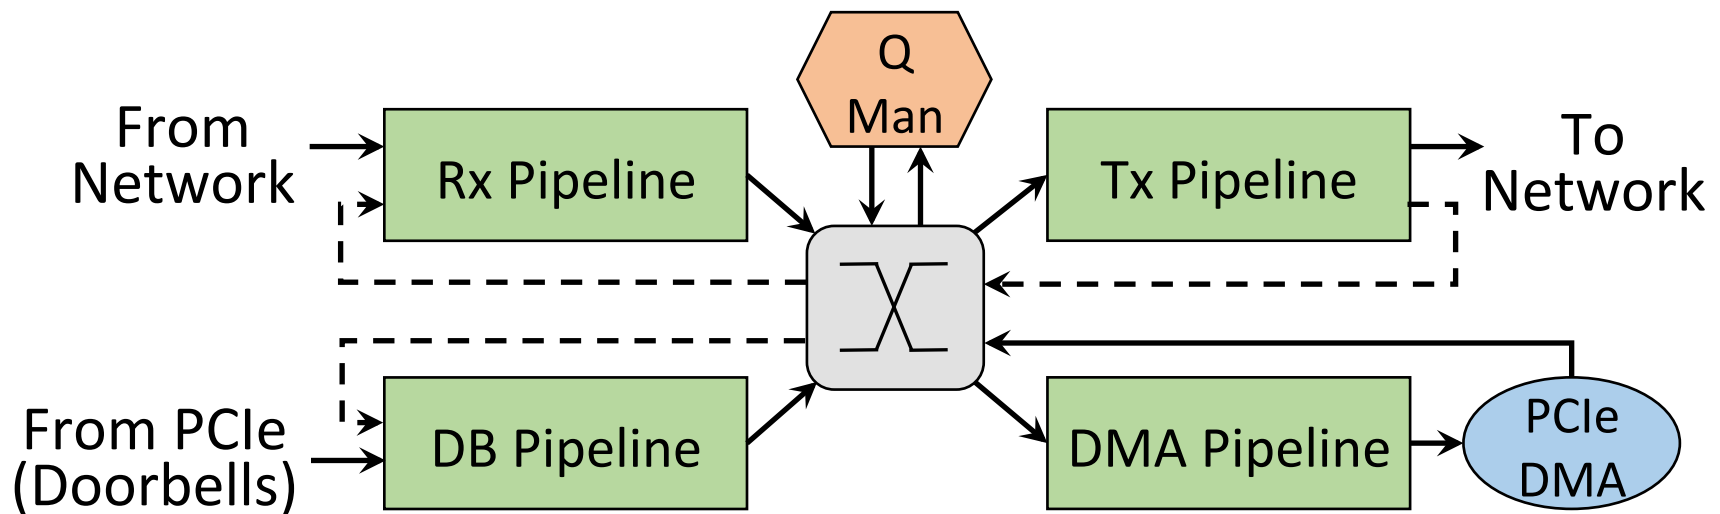 From
Network
Rx Pipeline
Q
Man
Tx Pipeline
To
Network
From PCIe
(Doorbells)
DB Pipeline
DMA Pipeline
PCIe
DMA